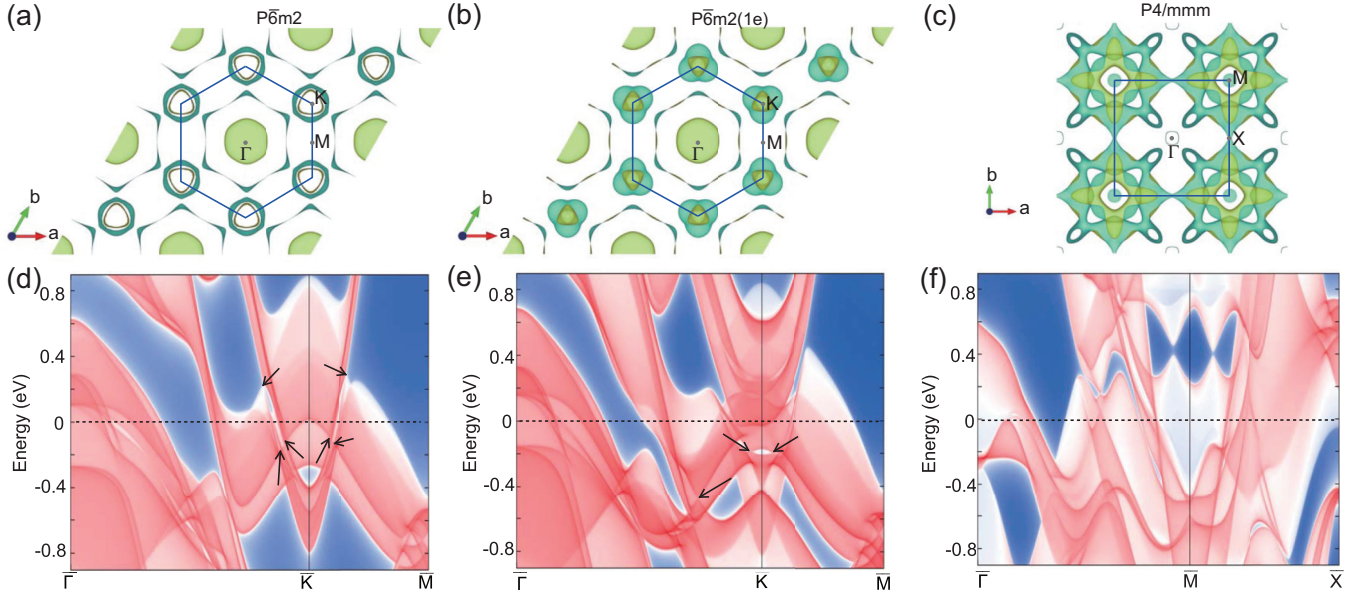 (a)
P6̅m2
K
M
Γ
b
a
(b)
P6̅m2(1e)
K
M
Γ
b
a
(c)
P4/mmm
M
Γ
X
b
a
(d)
Energy (eV)
0.8
0.4
0
-0.4
-0.8
Γ̅
K̅
M̅
(e)
Energy (eV)
0.8
0.4
0
-0.4
-0.8
Γ̅
K̅
M̅
(f)
Energy (eV)
0.8
0.4
0
-0.4
-0.8
Γ̅
M̅
X̅